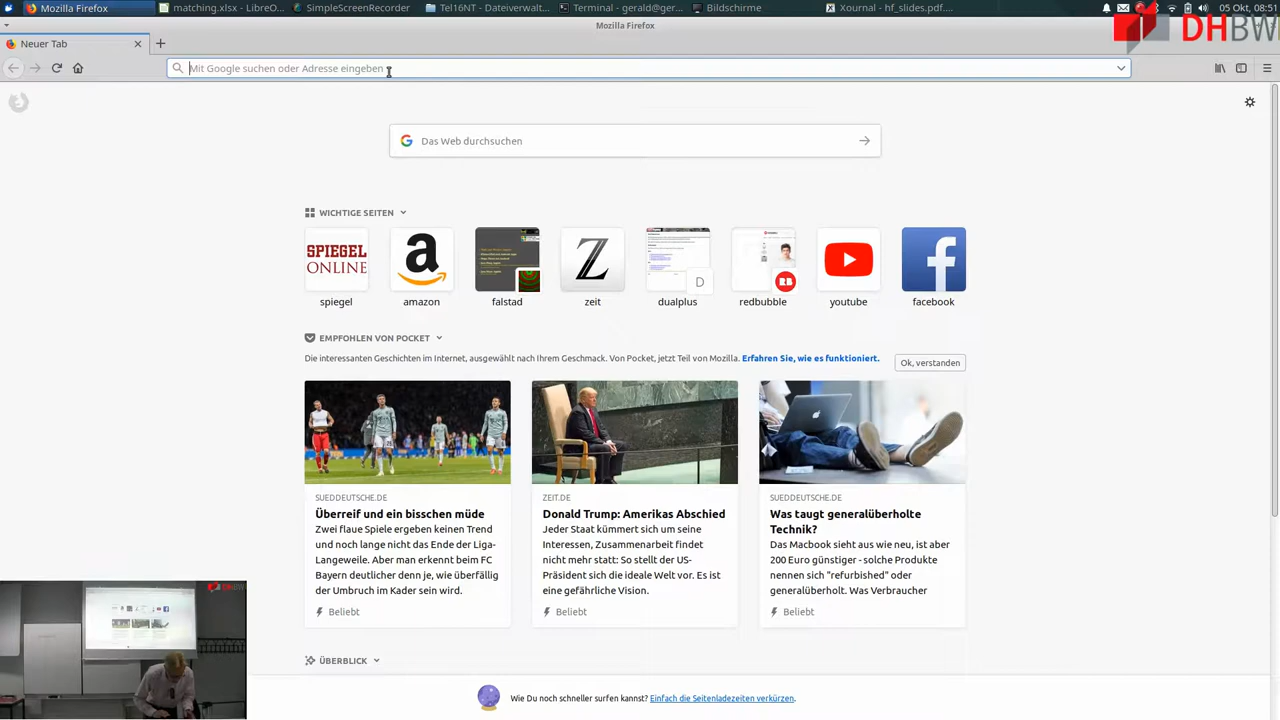 Mozilla Firefox
matching.xlsx - LibreO...
SimpleScreenRecorder
Tel16NT - Dateiverwalt...
Terminal - gerald@ger...
Bildschirme
Xournal - hf_slides.pdf....
05 Okt, 08:51
Mozilla Firefox
DHBW
Neuer Tab
Mit Google suchen oder Adresse eingeben
Das Web durchsuchen
WICHTIGE SEITEN
SPIEGEL
ONLINE
D
spiegel
amazon
falstad
zeit
dualplus
redbubble
youtube
facebook
EMPFOHLEN VON POCKET
Die interessanten Geschichten im Internet, ausgewählt nach Ihrem Geschmack. Von Pocket, jetzt Teil von Mozilla. Erfahren Sie, wie es funktioniert.
Ok, verstanden
SUEDDEUTSCHE.DE
Überreif und ein bisschen müde
Zwei flaue Spiele ergeben keinen Trend
und noch lange nicht das Ende der Liga-
Langeweile. Aber man erkennt beim FC
Bayern deutlicher denn je, wie überfällig
der Umbruch im Kader sein wird.
Beliebt
ZEIT.DE
Donald Trump: Amerikas Abschied
Jeder Staat kümmert sich um seine
Interessen, Zusammenarbeit findet
nicht mehr statt: So stellt der US-
Präsident sich die ideale Welt vor. Es ist
eine gefährliche Vision.
Beliebt
SUEDDEUTSCHE.DE
Was taugt generalüberholte
Technik?
Das Macbook sieht aus wie neu, ist aber
200 Euro günstiger - solche Produkte
nennen sich "refurbished" oder
generalüberholt. Was Verbraucher
Beliebt
ÜBERBLICK
Wie Du noch schneller surfen kannst? Einfach die Seitenladezeiten verkürzen.